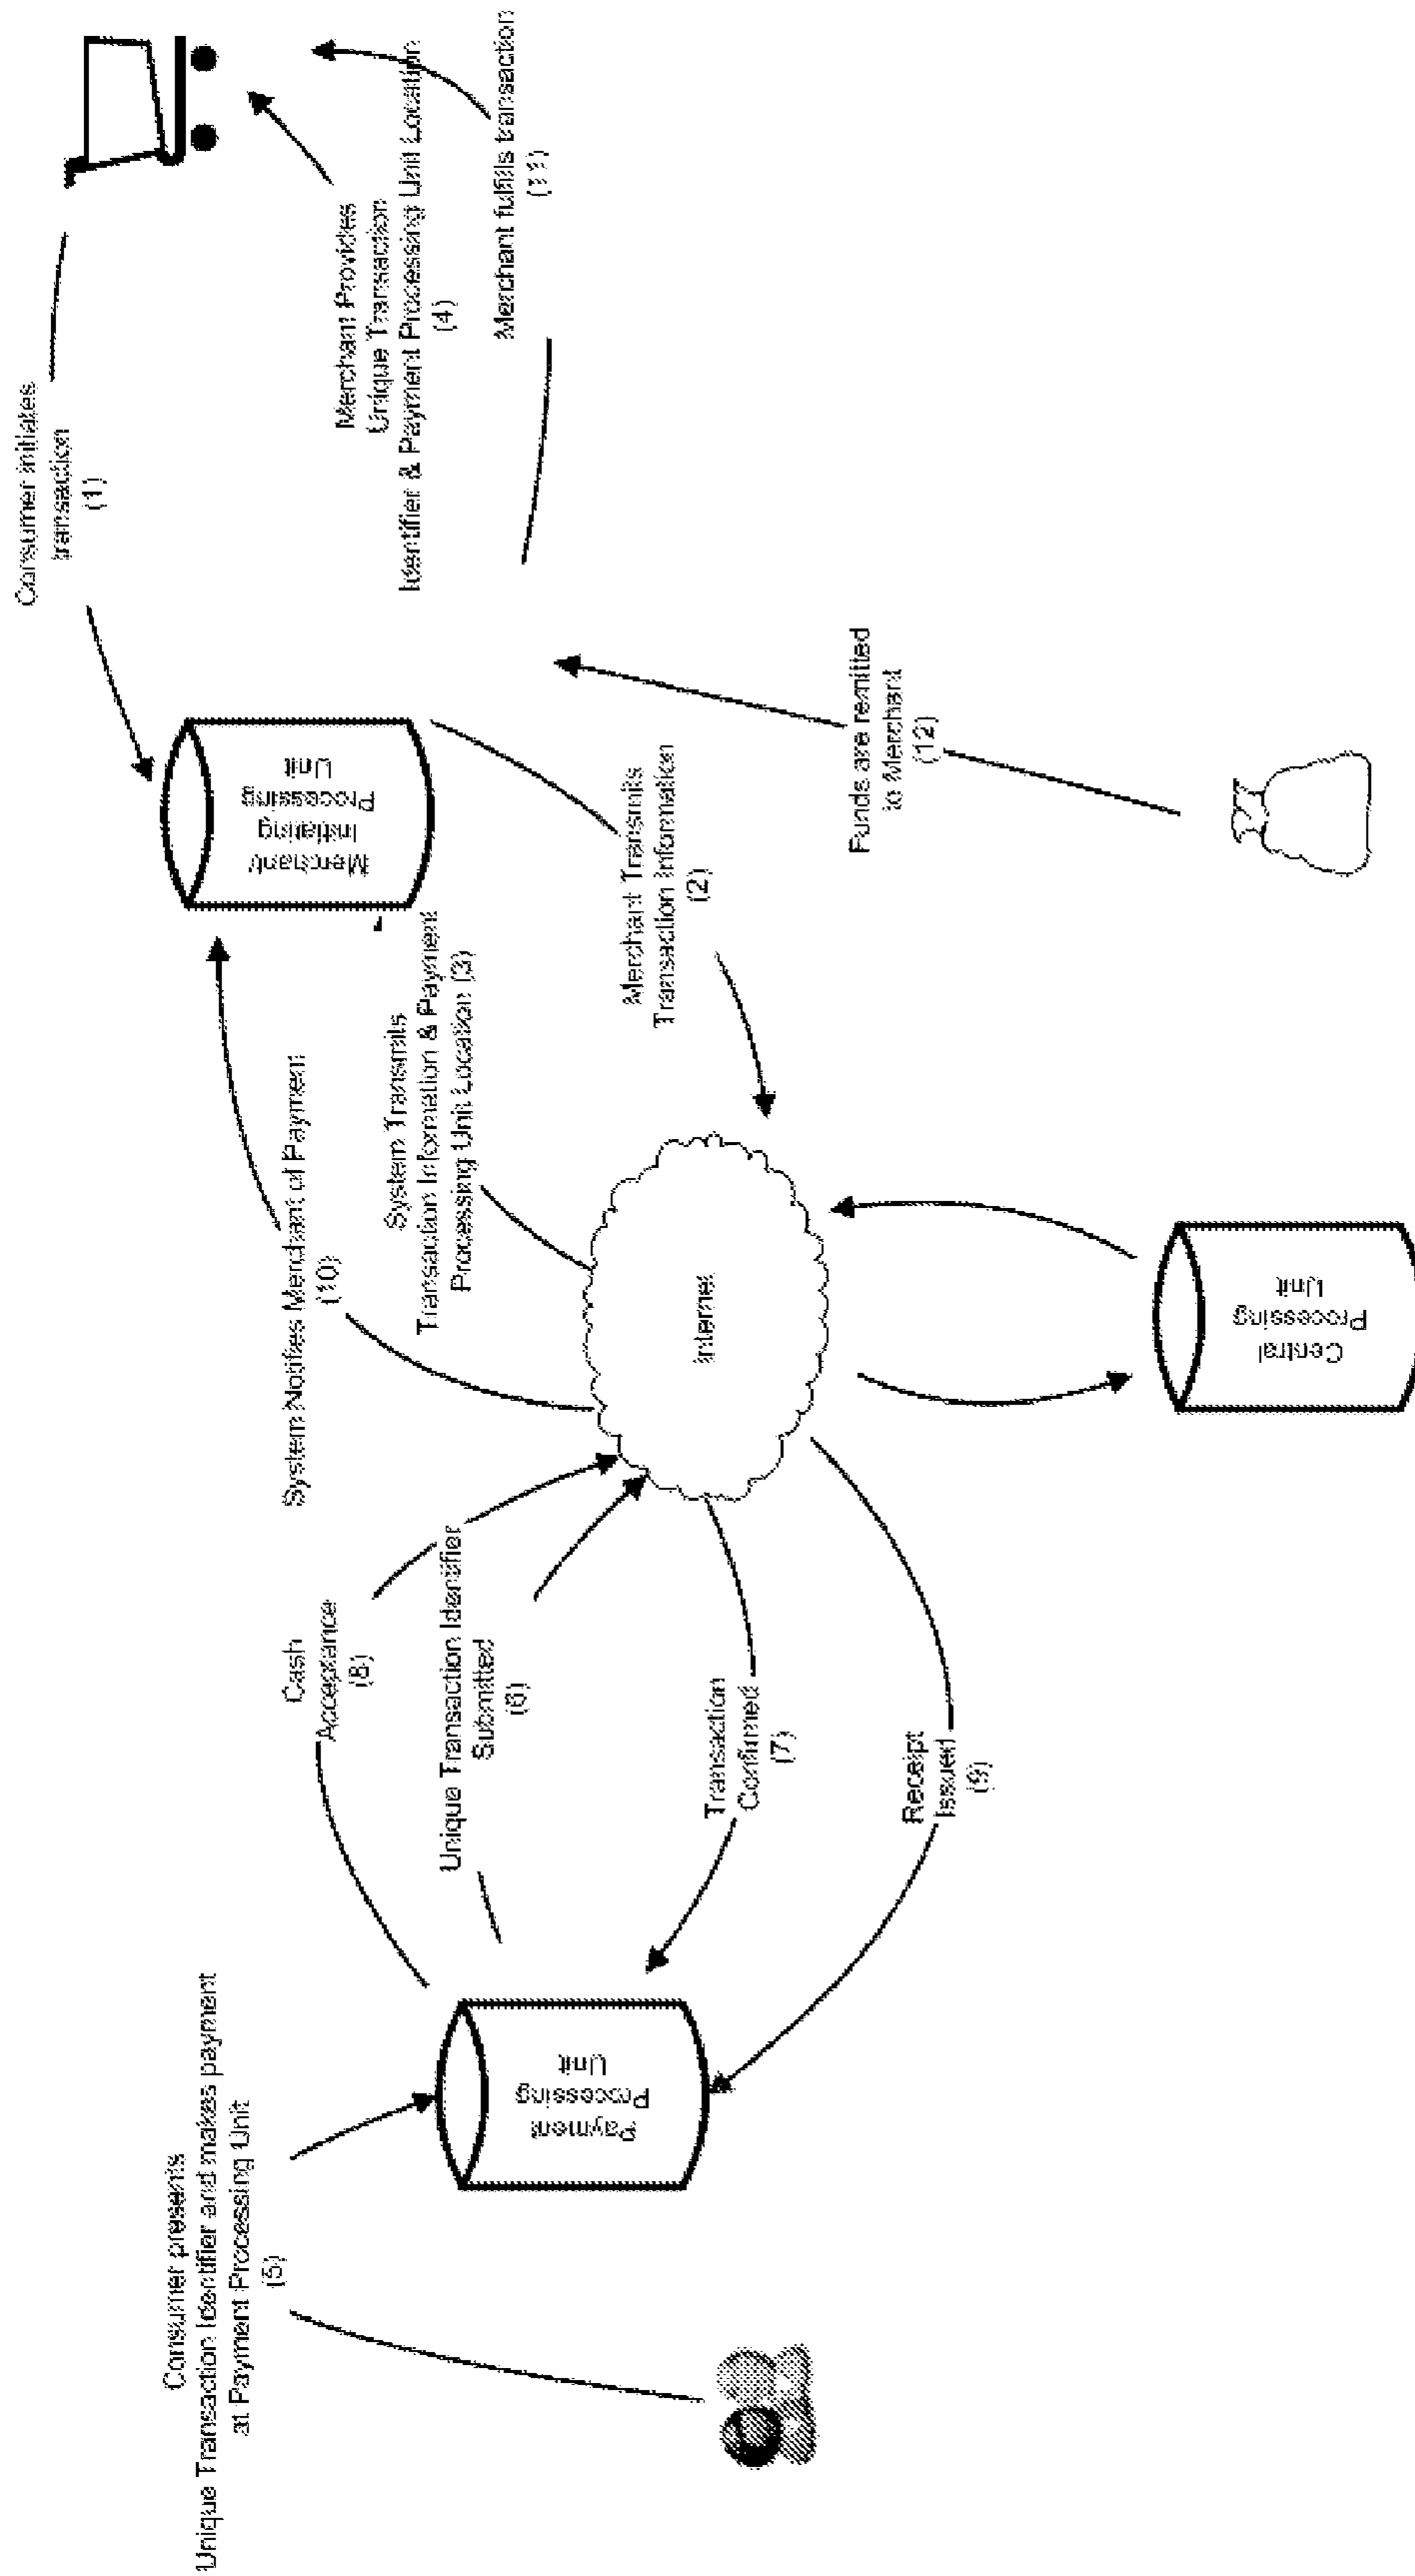 Consumer initiates
transaction
(1)
Merchant Provides
Unique Transaction
Identifier & Payment Processing Unit Location
(4)
Merchant fulfills transaction
(11)
Merchant/
Initiating
Processing
Unit
Merchant Transmits
Transaction Information
(2)
System Transmits
Transaction Information & Payment
Processing Unit Location (3)
System Notifies Merchant of Payment
(10)
Funds are remitted
to Merchant
(12)
Internet
Central
Processing
Unit
Cash
Acceptance
(8)
Unique Transaction Identifier
Submitted
(6)
Transaction
Confirmed
(7)
Receipt
Issued
(9)
Payment
Processing
Unit
Consumer presents
Unique Transaction Identifier and makes payment
at Payment Processing Unit
(5)